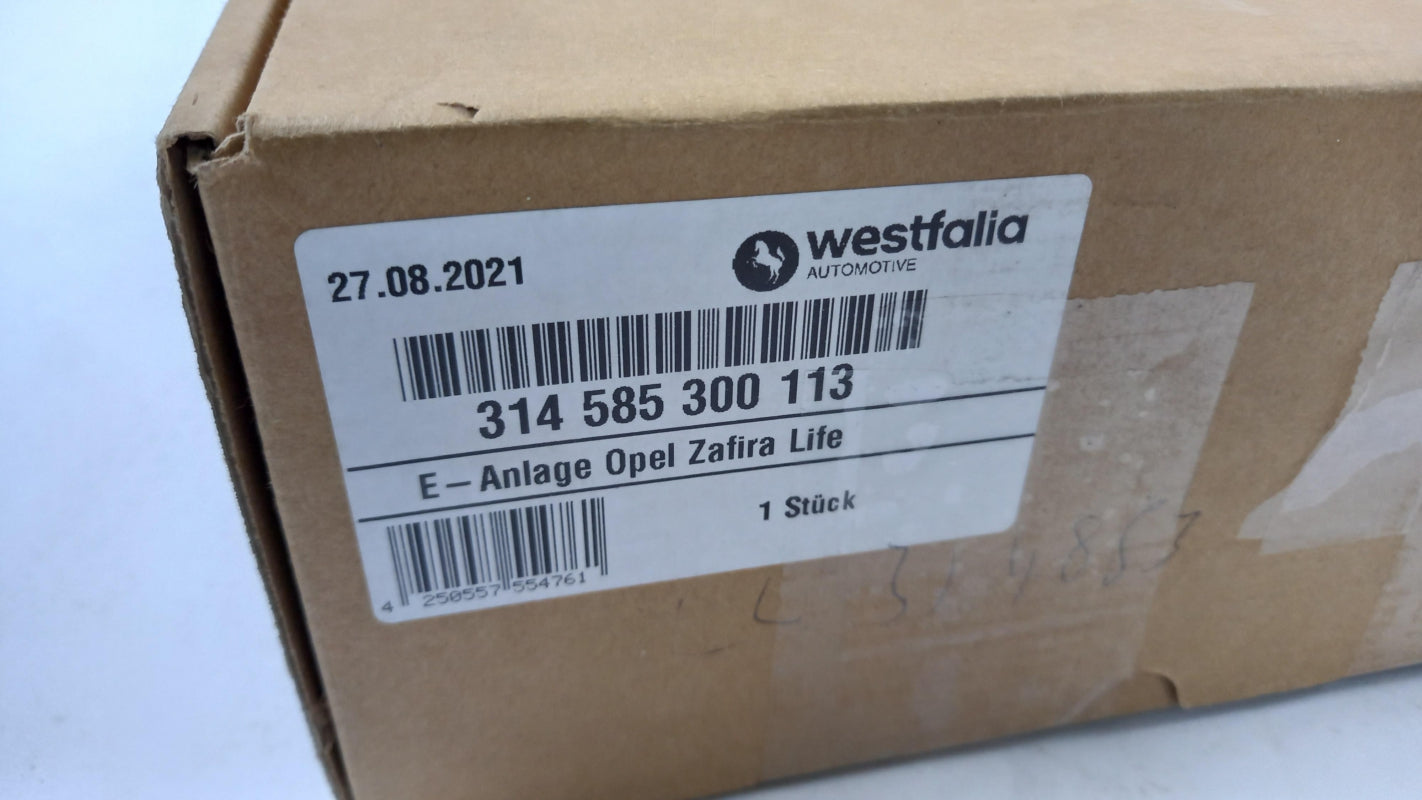 27.08.2021
westfalia
AUTOMOTIVE
314 585 300 113
E-Anlage Opel Zafira Life
1 Stück
4 250557 554761